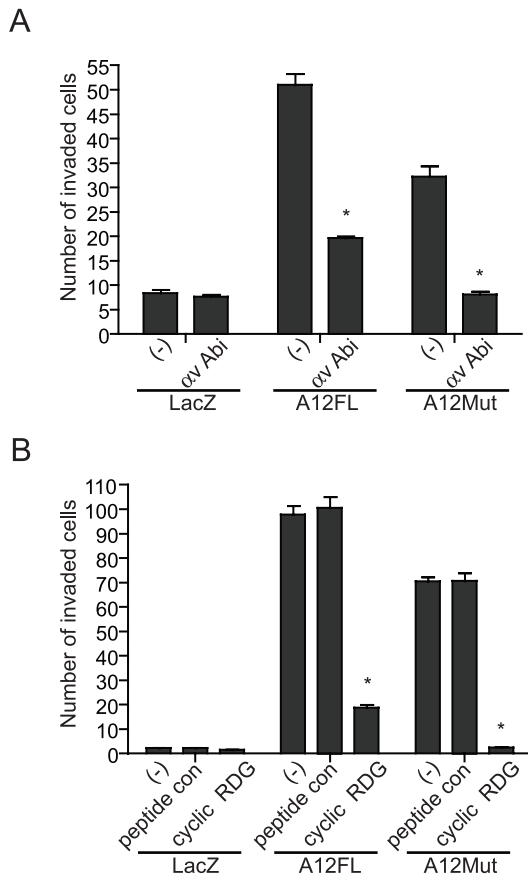 A
Number of invaded cells
55
50
45
40
35
30
25
20
15
10
5
0
*
*
(-)
αv Abi
(-)
αv Abi
(-)
αv Abi
LacZ
A12FL
A12Mut
B
Number of invaded cells
110
100
90
80
70
60
50
40
30
20
10
0
*
*
(-)
peptide con
cyclic RDG
(-)
peptide con
cyclic RDG
(-)
peptide con
cyclic RDG
LacZ
A12FL
A12Mut